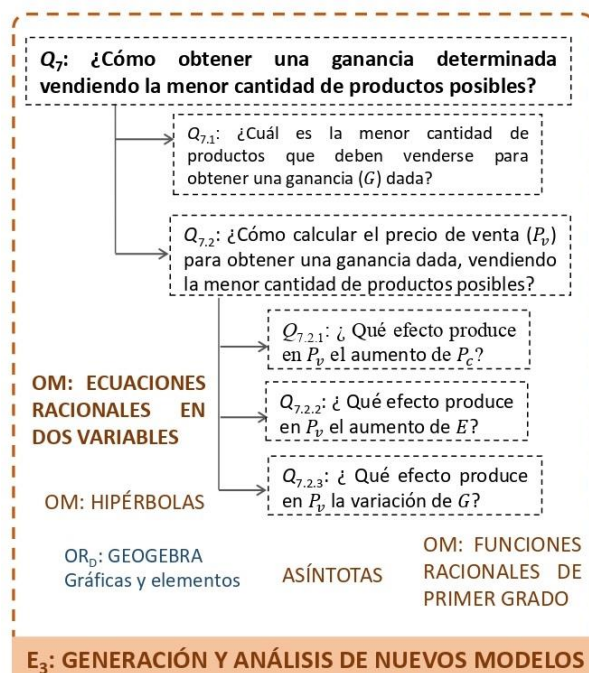 Q7: ¿Cómo obtener una ganancia determinada
vendiendo la menor cantidad de productos posibles?
Q7.1: ¿Cuál es la menor cantidad de
productos que deben venderse para
obtener una ganancia (G) dada?
Q7.2: ¿Cómo calcular el precio de venta (Pv)
para obtener una ganancia dada, vendiendo
la menor cantidad de productos posibles?
Q7.2.1: ¿ Qué efecto produce
en Pv el aumento de Pc?
Q7.2.2: ¿ Qué efecto produce
en Pv el aumento de E?
Q7.2.3: ¿ Qué efecto produce
en Pv la variación de G?
OM: ECUACIONES
RACIONALES EN
DOS VARIABLES
OM: HIPÉRBOLAS
ORD: GEOGEBRA
Gráficas y elementos
ASÍNTOTAS
OM: FUNCIONES
RACIONALES DE
PRIMER GRADO
E3: GENERACIÓN Y ANÁLISIS DE NUEVOS MODELOS